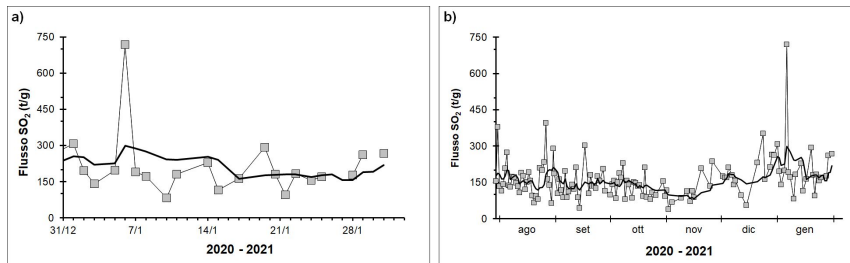 a)
Flusso SO2 (t/g)
750
600
450
300
150
0
31/12 7/1 14/1 21/1 28/1
2020 - 2021
b)
Flusso SO2 (t/g)
750
600
450
300
150
0
ago set ott nov dic gen
2020 - 2021